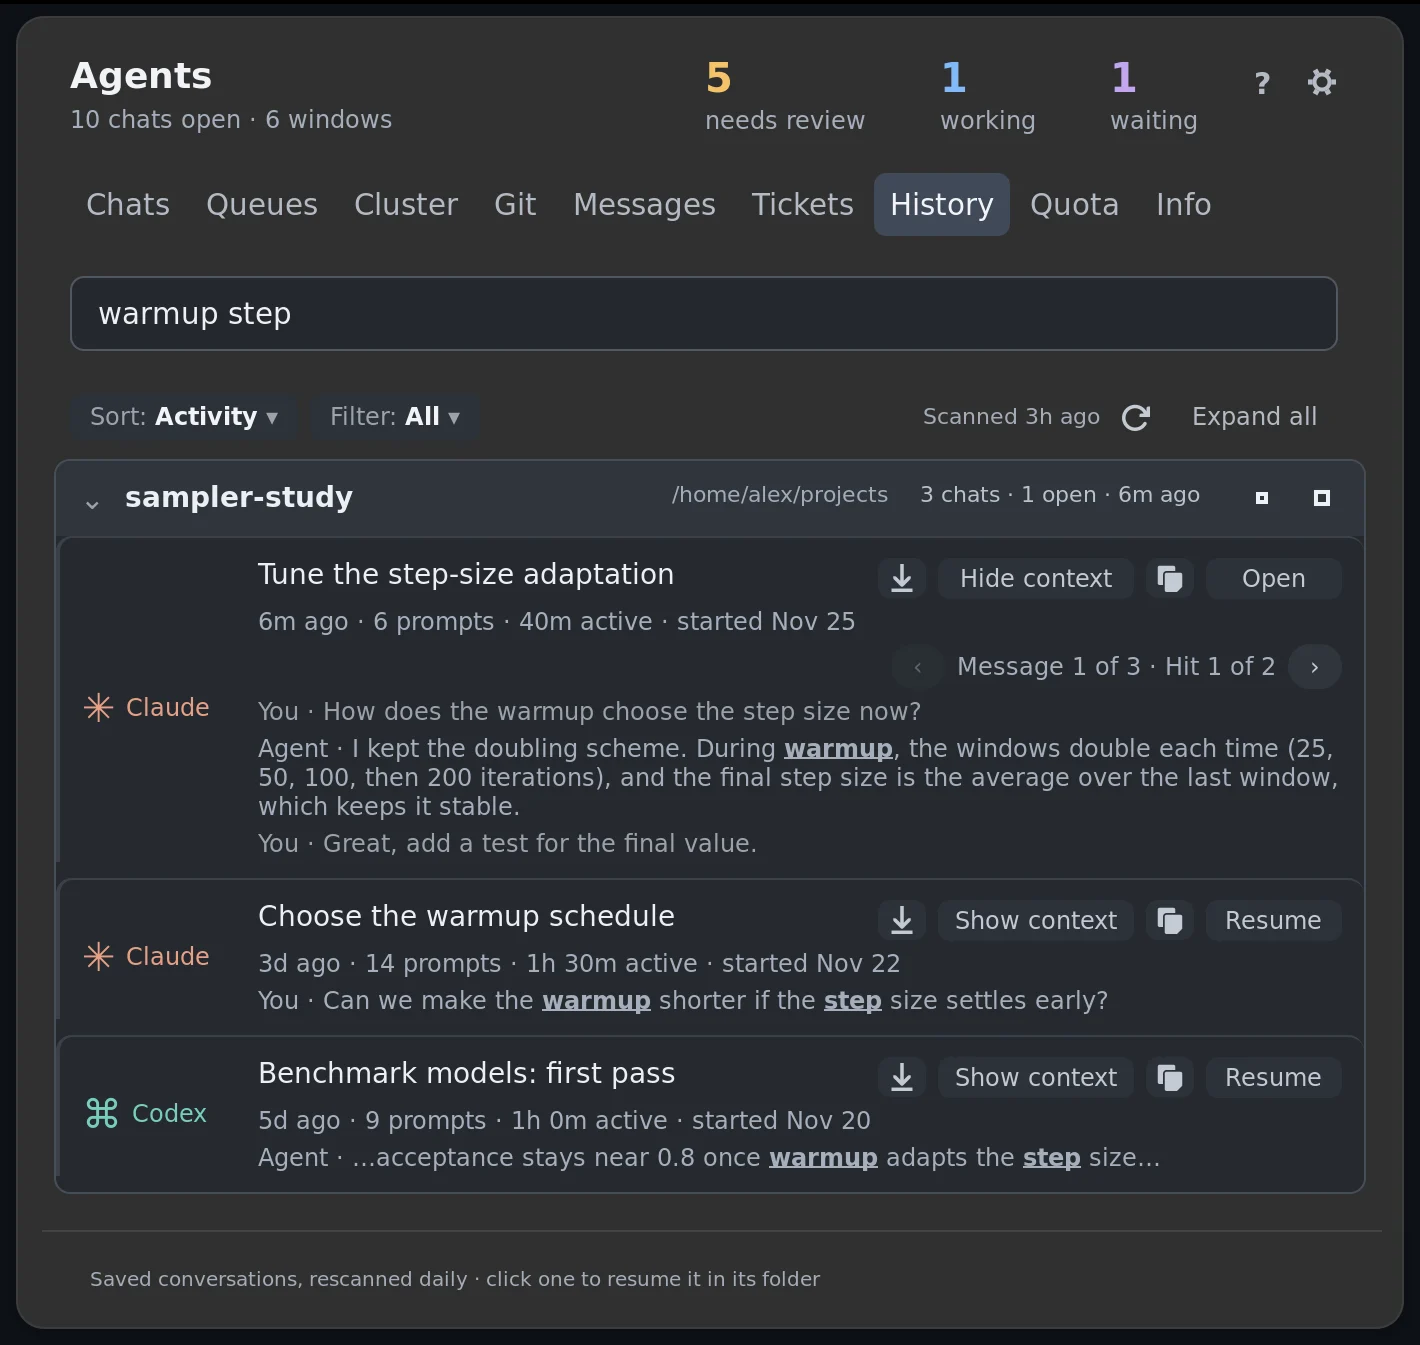 Agents
10 chats open · 6 windows
5
needs review
1
working
1
waiting
?
Chats Queues Cluster Git Messages Tickets History Quota Info
warmup step
Sort: Activity ▾ Filter: All ▾ Scanned 3h ago Expand all
sampler-study /home/alex/projects 3 chats · 1 open · 6m ago
Tune the step-size adaptation Hide context Open
6m ago · 6 prompts · 40m active · started Nov 25
‹ Message 1 of 3 · Hit 1 of 2 ›
Claude
You · How does the warmup choose the step size now?
Agent · I kept the doubling scheme. During warmup, the windows double each time (25,
50, 100, then 200 iterations), and the final step size is the average over the last window,
which keeps it stable.
You · Great, add a test for the final value.
Choose the warmup schedule Show context Resume
Claude
3d ago · 14 prompts · 1h 30m active · started Nov 22
You · Can we make the warmup shorter if the step size settles early?
Benchmark models: first pass Show context Resume
Codex
5d ago · 9 prompts · 1h 0m active · started Nov 20
Agent · …acceptance stays near 0.8 once warmup adapts the step size…
Saved conversations, rescanned daily · click one to resume it in its folder